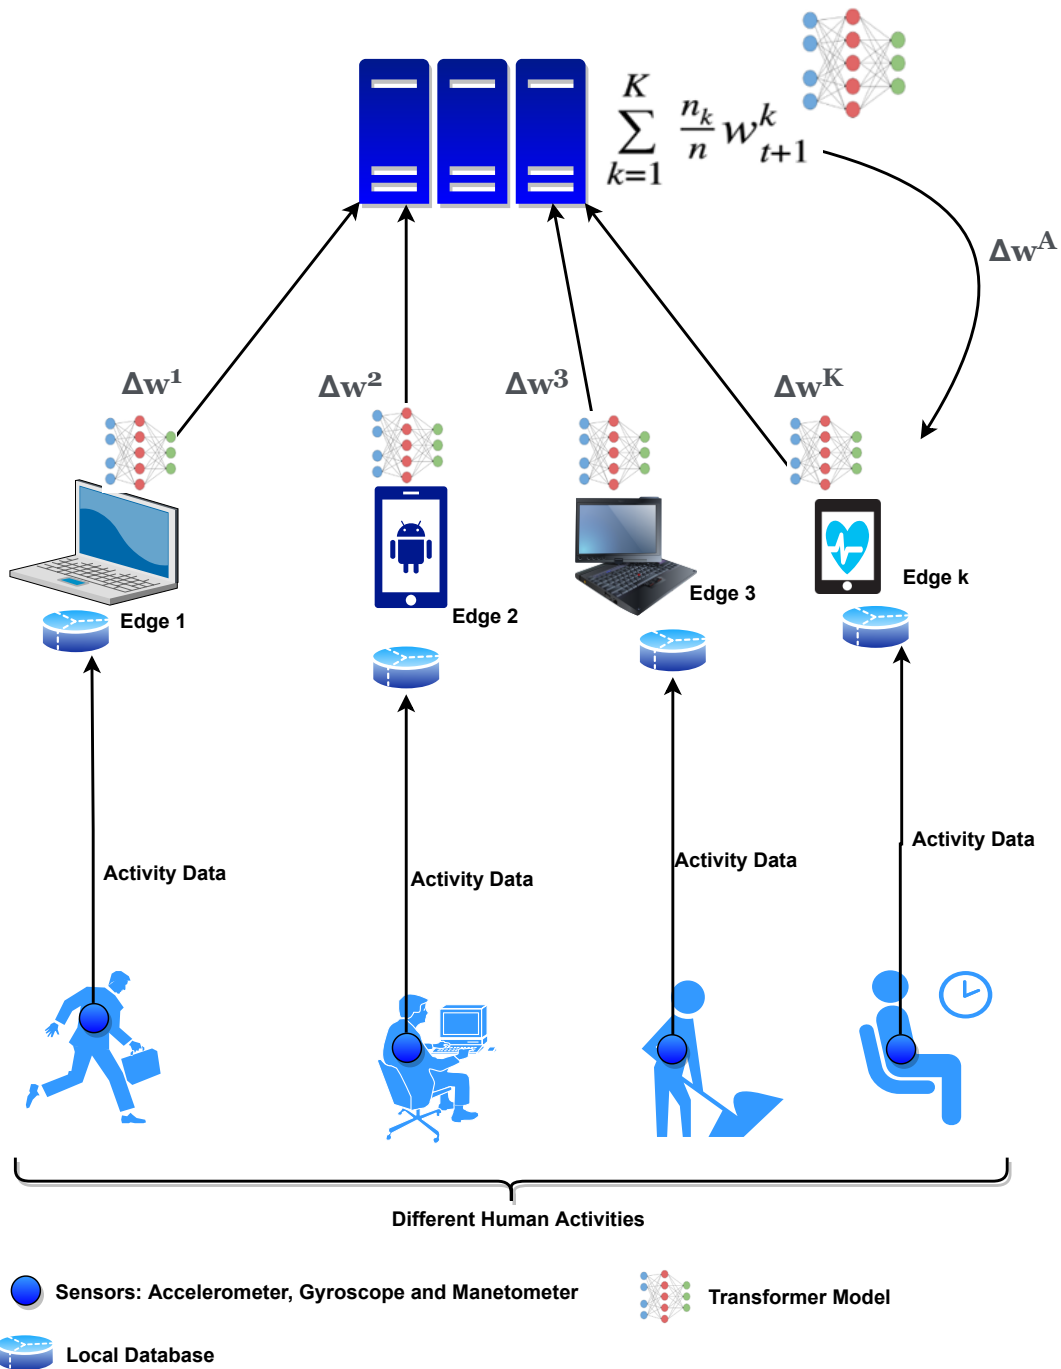 K
∑ n_k/n w^k_{t+1}
k=1
Δw^A
Δw^1
Δw^2
Δw^3
Δw^K
Edge 1
Edge 2
Edge 3
Edge k
Activity Data
Activity Data
Activity Data
Activity Data
Different Human Activities
Sensors: Accelerometer, Gyroscope and Manetometer
Transformer Model
Local Database